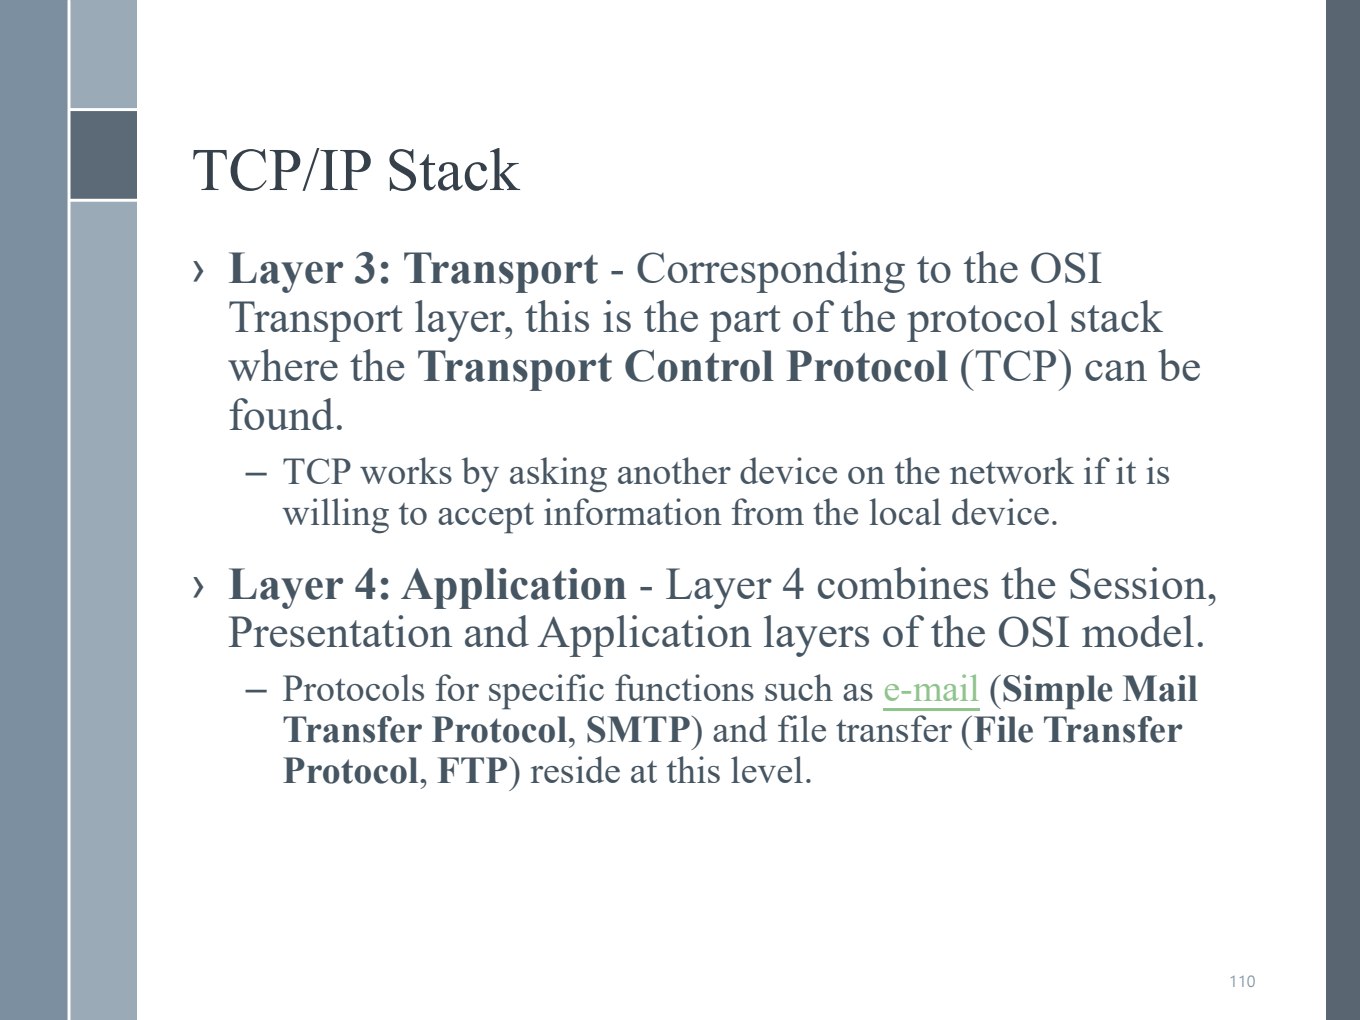 TCP/IP Stack
› Layer 3: Transport - Corresponding to the OSI
Transport layer, this is the part of the protocol stack
where the Transport Control Protocol (TCP) can be
found.
– TCP works by asking another device on the network if it is
willing to accept information from the local device.
› Layer 4: Application - Layer 4 combines the Session,
Presentation and Application layers of the OSI model.
– Protocols for specific functions such as e-mail (Simple Mail
Transfer Protocol, SMTP) and file transfer (File Transfer
Protocol, FTP) reside at this level.
110